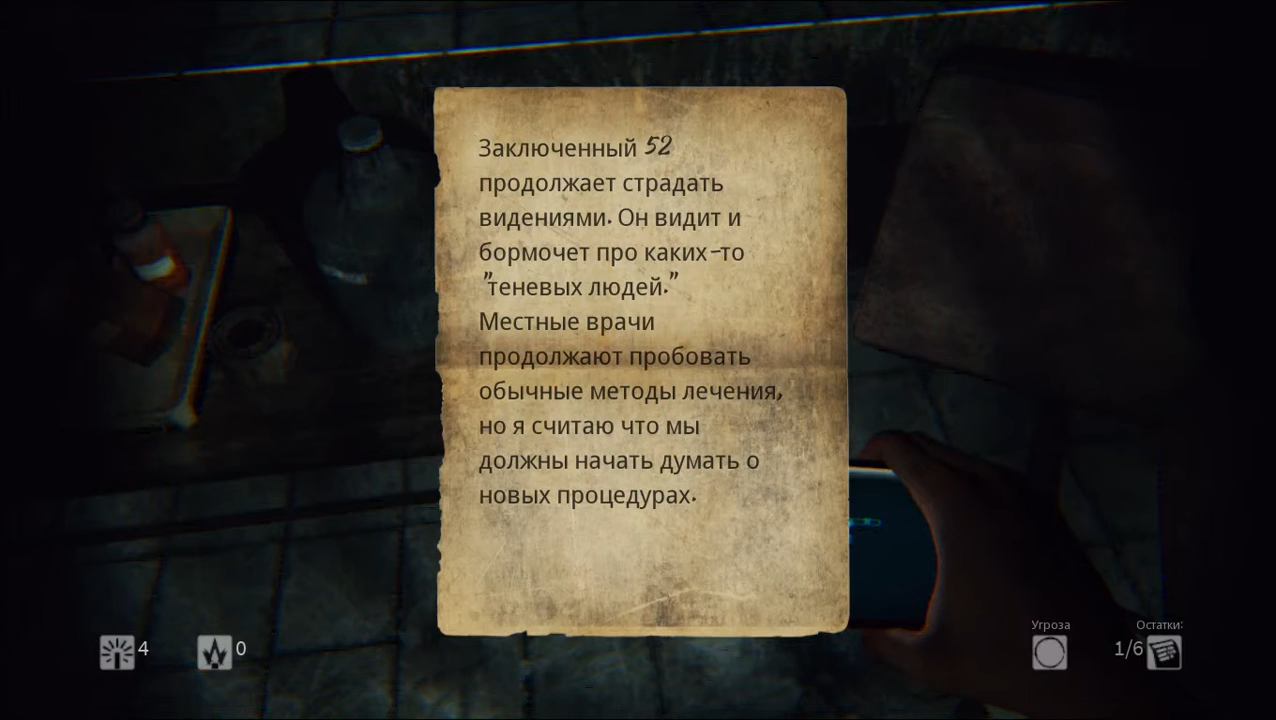 Заключенный 52
продолжает страдать
видениями. Он видит и
бормочет про каких-то
"теневых людей."
Местные врачи
продолжают пробовать
обычные методы лечения,
но я считаю что мы
должны начать думать о
новых процедурах.
4
0
Угроза
Остатки:
1/6